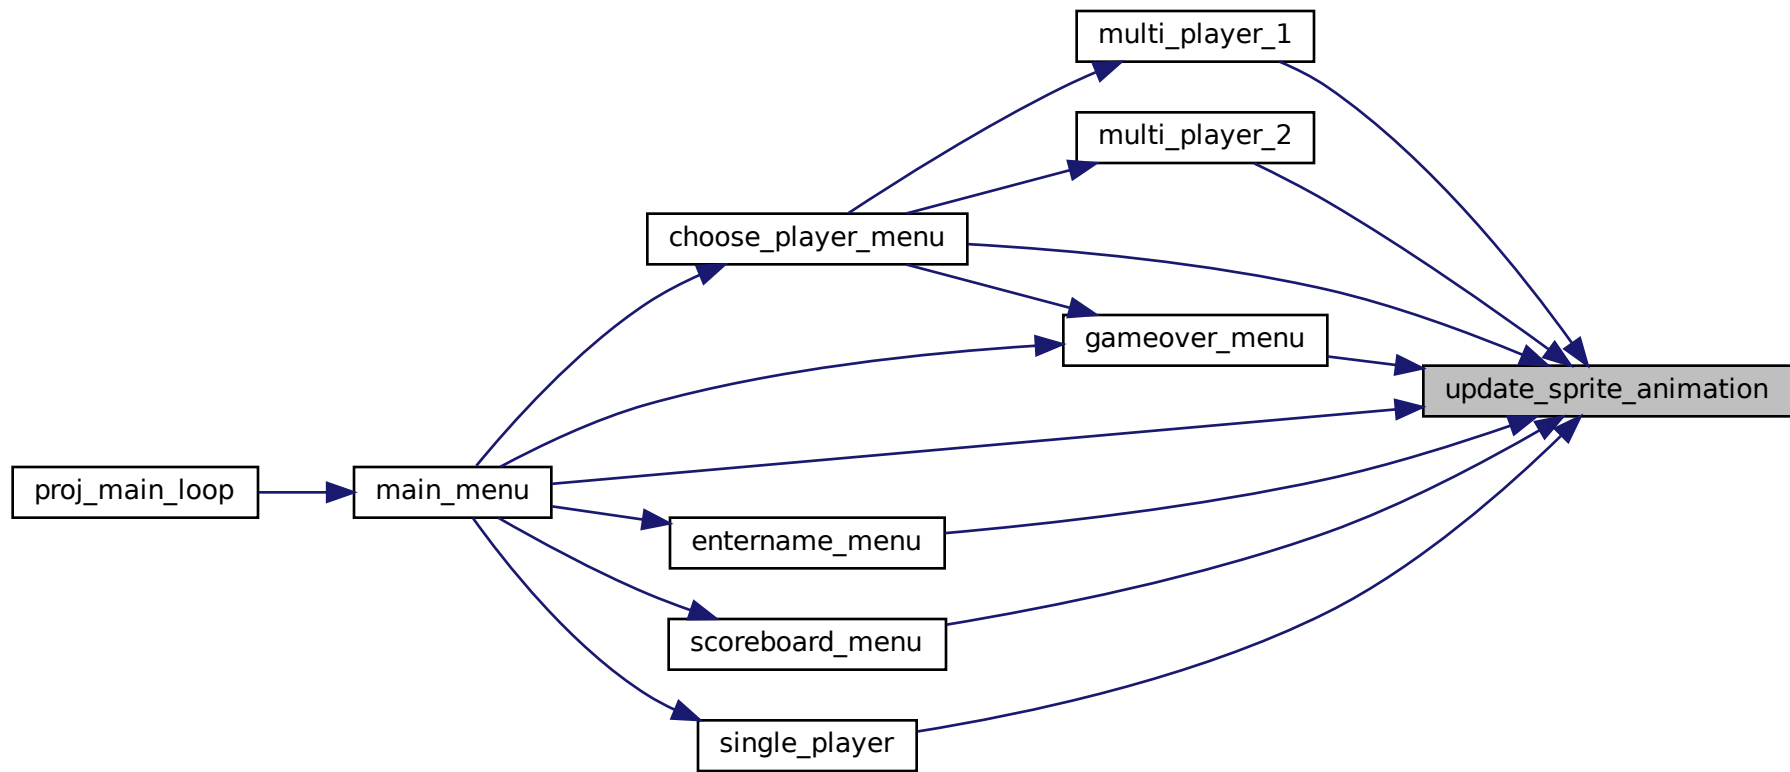 multi_player_1
multi_player_2
choose_player_menu
gameover_menu
update_sprite_animation
proj_main_loop
main_menu
entername_menu
scoreboard_menu
single_player